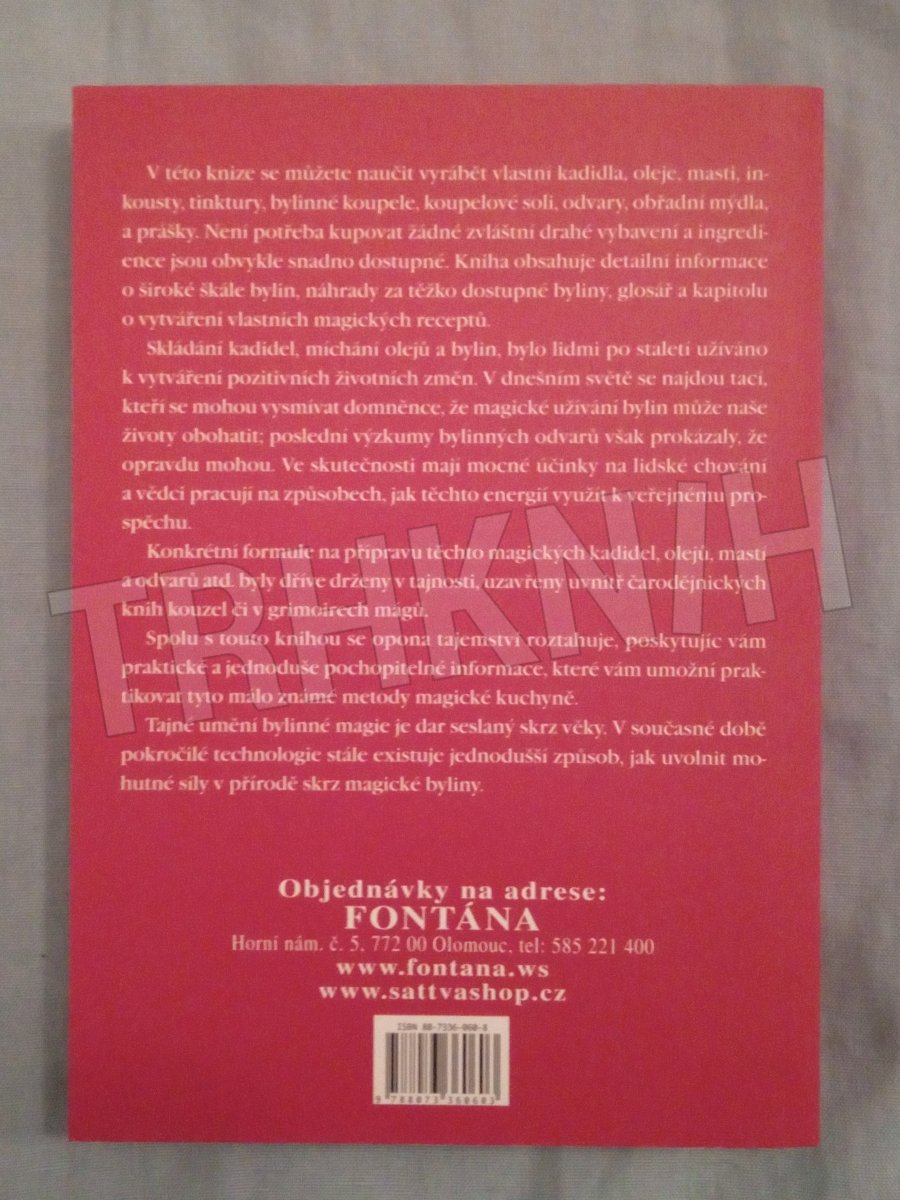 V této knize se můžete naučit vyrábět vlastní kadidla, oleje, masti, in-
kousty, tinktury, bylinné koupele, koupelové soli, odvary, obřadní mýdla,
a prášky. Není potřeba kupovat žádné zvláštní drahé vybavení a ingredi-
ence jsou obvykle snadno dostupné. Kniha obsahuje detailní informace
o široké škále bylin, náhrady za těžko dostupné byliny, glosář a kapitolu
o vytváření vlastních magických receptů.
Skládání kadidel, míchání olejů a bylin, bylo lidmi po staletí užíváno
k vytváření pozitivních životních změn. V dnešním světě se najdou tací,
kteří se mohou vysmívat domněnce, že magické užívání bylin může naše
životy obohatit; poslední výzkumy bylinných odvarů však prokázaly, že
opravdu mohou. Ve skutečnosti mají mocné účinky na lidské chování
a vědci pracují na způsobech, jak těchto energií využít k veřejnému pro-
spěchu.
Konkrétní formule na přípravu těchto magických kadidel, olejů, mastí
a odvarů atd. byly dříve drženy v tajnosti, uzavřeny uvnitř čarodějnických
knih kouzel či v grimoirech mágů.
Spolu s touto knihou se opona tajemství roztahuje, poskytujíc vám
praktické a jednoduše pochopitelné informace, které vám umožní prak-
tikovat tyto málo známé metody magické kuchyně.
Tajné umění bylinné magie je dar seslaný skrz věky. V současné době
pokročilé technologie stále existuje jednodušší způsob, jak uvolnit mo-
hutné síly v přírodě skrz magické byliny.
TRHKNIH
Objednávky na adrese:
FONTÁNA
Horní nám. č. 5, 772 00 Olomouc, tel: 585 221 400
www.fontana.ws
www.sattvashop.cz
ISBN 80-7336-060-8
9 788073 360603